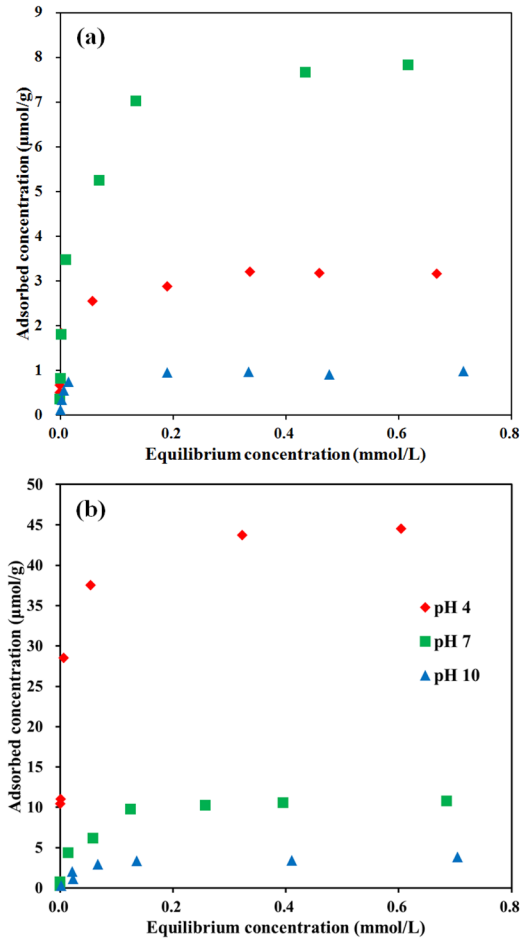 (a)
Adsorbed concentration (μmol/g)
9
8
7
6
5
4
3
2
1
0
0.0 0.2 0.4 0.6 0.8
Equilibrium concentration (mmol/L)
(b)
Adsorbed concentration (μmol/g)
50
45
40
35
30
25
20
15
10
5
0
pH 4
pH 7
pH 10
0.0 0.2 0.4 0.6 0.8
Equilibrium concentration (mmol/L)